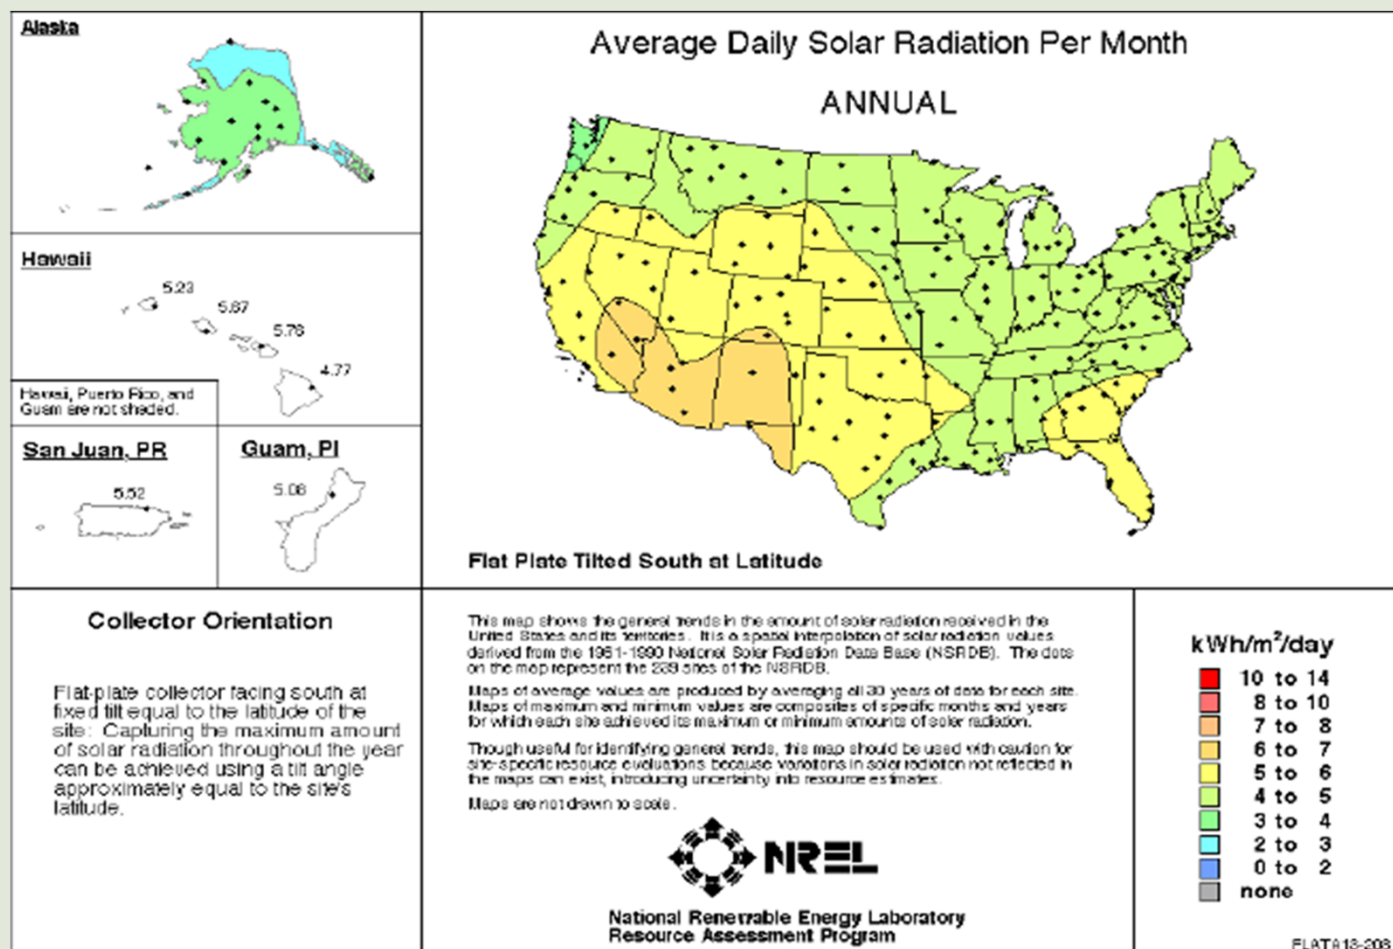 Alaska
Average Daily Solar Radiation Per Month
ANNUAL
Hawaii
5.23
5.67
5.78
4.77
Hawaii, Puerto Rico, and
Guam are not shaded.
San Juan, PR
5.52
Guam, PI
5.06
Flat Plate Tilted South at Latitude
Collector Orientation
Flat-plate collector facing south at
fixed tilt equal to the latitude of the
site: Capturing the maximum amount
of solar radiation throughout the year
can be achieved using a tilt angle
approximately equal to the site's
latitude.
This map shows the general trends in the amount of solar radiation received in the
United States and its territories. It is a spatial interpolation of solar radiation values
derived from the 1961-1990 National Solar Radiation Data Base (NSRDB). The dots
on the map represent the 239 sites of the NSRDB.
Maps of average values are produced by averaging all 30 years of data for each site.
Maps of maximum and minimum values are composites of specific months and years
for which each site achieved its maximum or minimum amounts of solar radiation.
Though useful for identifying general trends, this map should be used with caution for
site-specific resource evaluations because variations in solar radiation not reflected in
the maps can exist, introducing uncertainty into resource estimates.
Maps are not drawn to scale.
NREL
National Renewable Energy Laboratory
Resource Assessment Program
kWh/m²/day
10 to 14
8 to 10
7 to 8
6 to 7
5 to 6
4 to 5
3 to 4
2 to 3
0 to 2
none
FLATA13-208